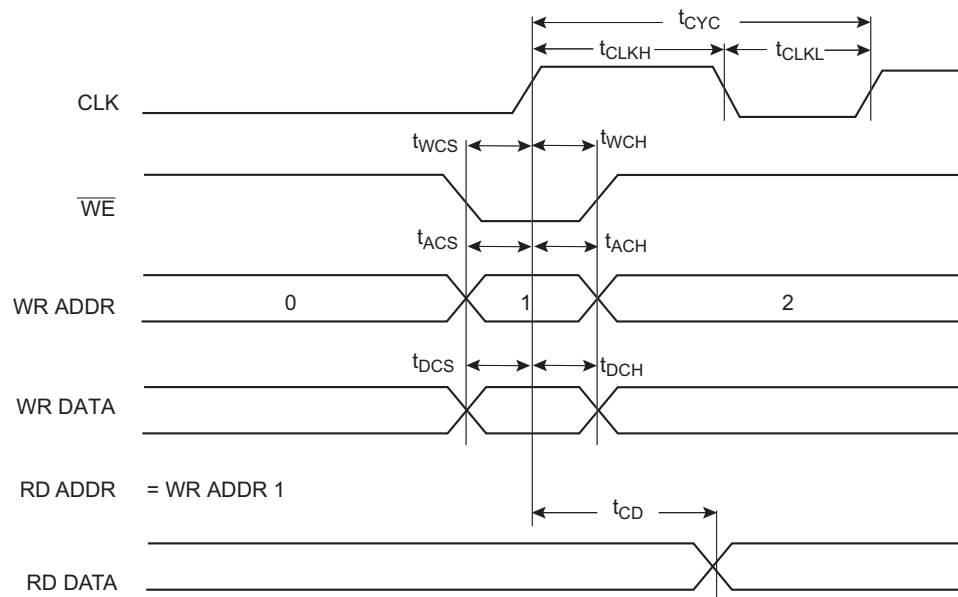 tCYC
tCLKH tCLKL
CLK
tWCS tWCH
WE
tACS tACH
WR ADDR 0 1 2
tDCS tDCH
WR DATA
RD ADDR = WR ADDR 1
tCD
RD DATA